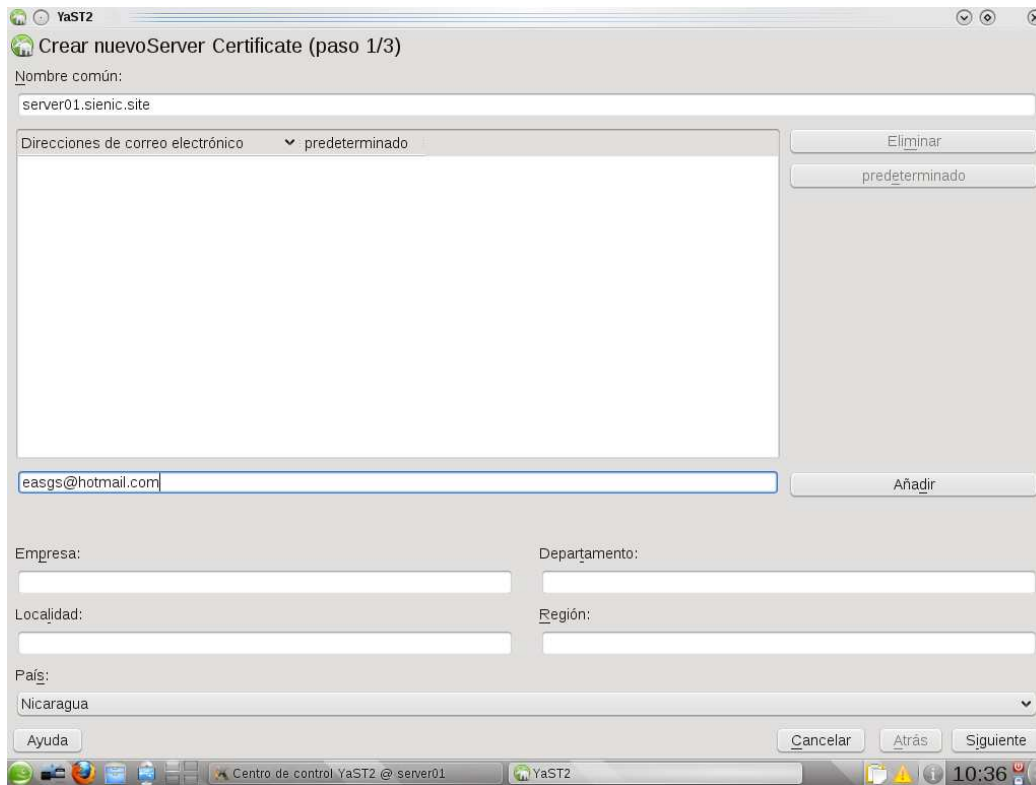 YaST2
Crear nuevoServer Certificate (paso 1/3)
Nombre común:
server01.sienic.site
Direcciones de correo electrónico predeterminado
Eliminar
predeterminado
easgs@hotmail.com
Añadir
Empresa:
Departamento:
Localidad:
Región:
País:
Nicaragua
Ayuda
Cancelar
Atrás
Siguiente
Centro de control YaST2 @ server01
YaST2
10:36